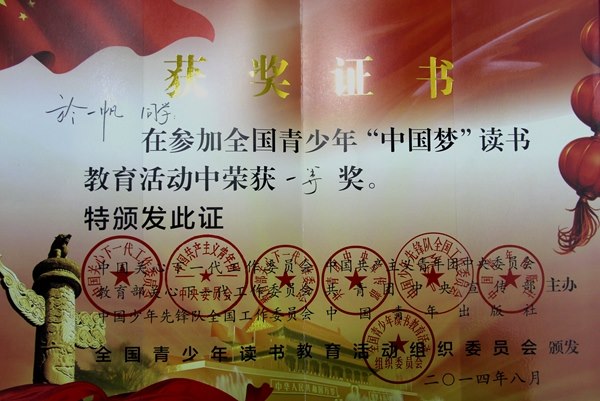 获奖证书
於一帆 同学:
在参加全国青少年“中国梦”读书
教育活动中荣获 一等 奖。
特颁发此证
中国关心下一代工作委员会 中国共产主义青年团中央委员会
教育部关心下一代工作委员会 共青团中央宣传部 主办
中国少年先锋队全国工作委员会 中国青年出版社
全国青少年读书教育活动组织委员会 颁发
二〇一四年八月